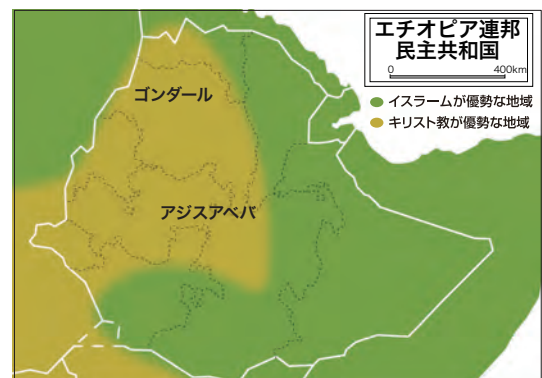 エチオピア連邦
民主共和国
0 400km
イスラームが優勢な地域
キリスト教が優勢な地域
ゴンダール
アジスアベバ